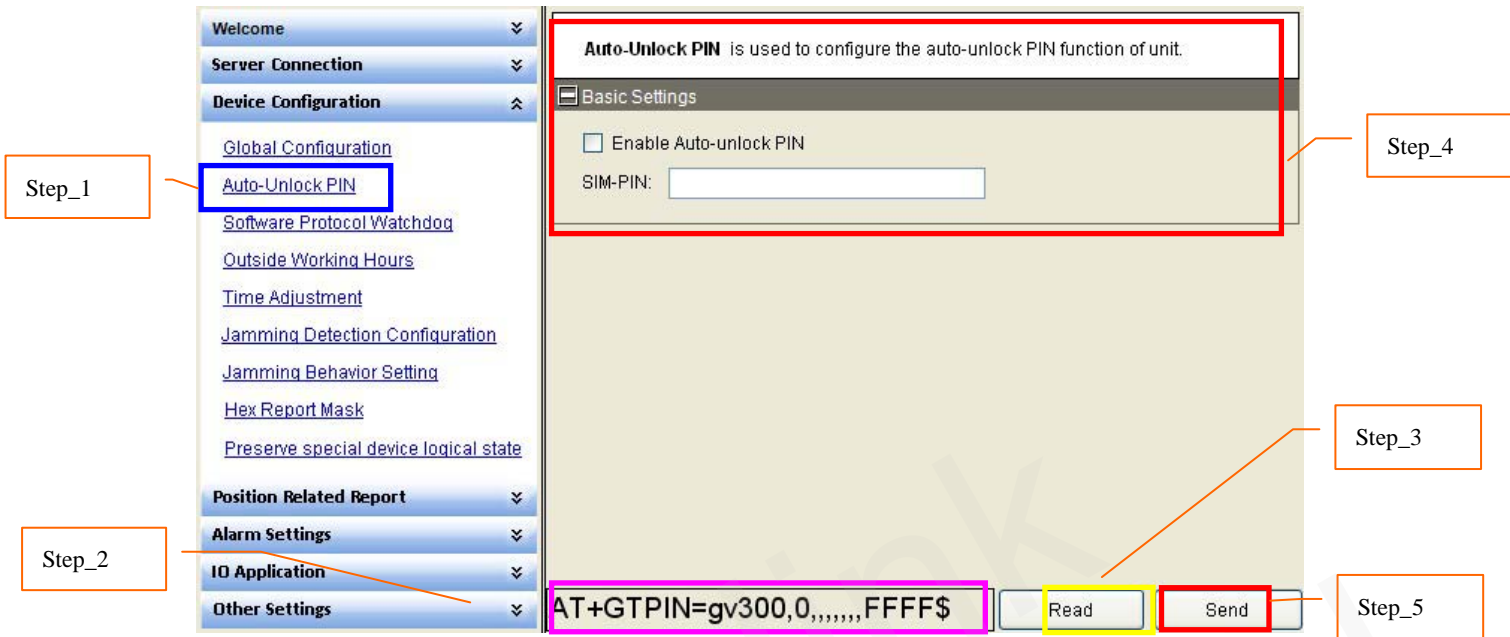 Welcome
Server Connection
Device Configuration
Global Configuration
Auto-Unlock PIN
Software Protocol Watchdog
Outside Working Hours
Time Adjustment
Jamming Detection Configuration
Jamming Behavior Setting
Hex Report Mask
Preserve special device logical state
Position Related Report
Alarm Settings
IO Application
Other Settings
Step_1
Step_2
Auto-Unlock PIN is used to configure the auto-unlock PIN function of unit.
Basic Settings
Enable Auto-unlock PIN
SIM-PIN:
AT+GTPIN=gv300,0,,,,,,,FFFF$
Read
Send
Step_4
Step_3
Step_5